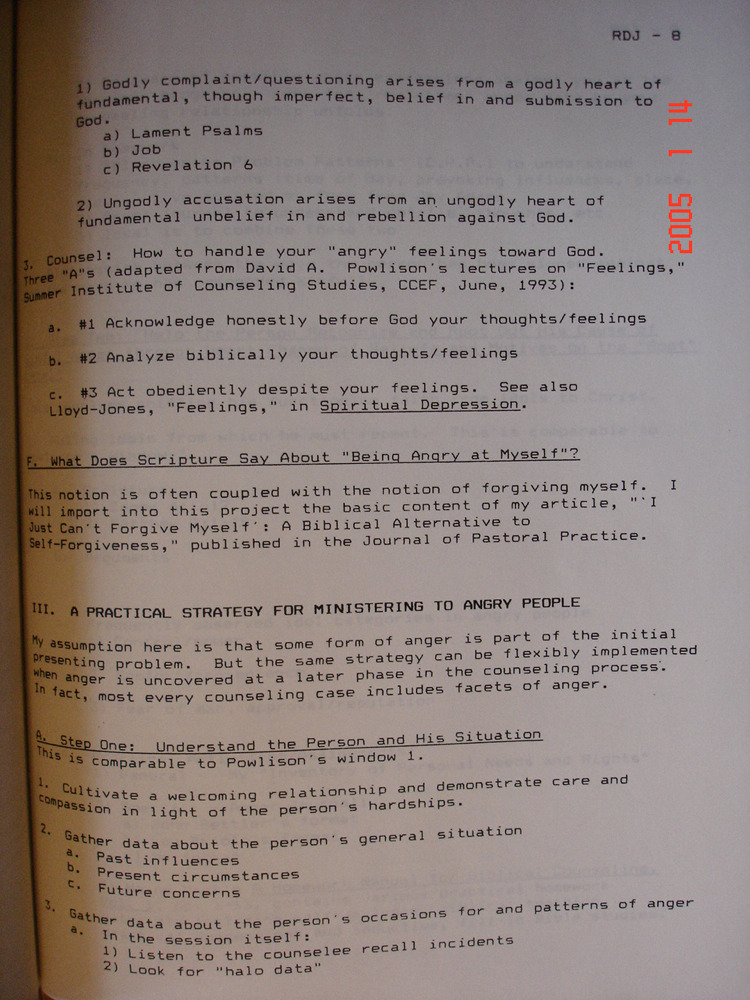 RDJ - 8
1) Godly complaint/questioning arises from a godly heart of
fundamental, though imperfect, belief in and submission to
God.
a) Lament Psalms
b) Job
c) Revelation 6
2) Ungodly accusation arises from an ungodly heart of
fundamental unbelief in and rebellion against God.
3. Counsel: How to handle your "angry" feelings toward God.
Three "A"s (adapted from David A. Powlison's lectures on "Feelings,"
Summer Institute of Counseling Studies, CCEF, June, 1993):
a. #1 Acknowledge honestly before God your thoughts/feelings
b. #2 Analyze biblically your thoughts/feelings
c. #3 Act obediently despite your feelings. See also
Lloyd-Jones, "Feelings," in Spiritual Depression.
F. What Does Scripture Say About "Being Angry at Myself"?
This notion is often coupled with the notion of forgiving myself. I
will import into this project the basic content of my article, "`I
Just Can't Forgive Myself': A Biblical Alternative to
Self-Forgiveness," published in the Journal of Pastoral Practice.
III. A PRACTICAL STRATEGY FOR MINISTERING TO ANGRY PEOPLE
My assumption here is that some form of anger is part of the initial
presenting problem. But the same strategy can be flexibly implemented
when anger is uncovered at a later phase in the counseling process.
In fact, most every counseling case includes facets of anger.
A. Step One: Understand the Person and His Situation
This is comparable to Powlison's window 1.
1. Cultivate a welcoming relationship and demonstrate care and
compassion in light of the person's hardships.
2. Gather data about the person's general situation
a. Past influences
b. Present circumstances
c. Future concerns
3. Gather data about the person's occasions for and patterns of anger
a. In the session itself:
1) Listen to the counselee recall incidents
2) Look for "halo data"
2005 1 14